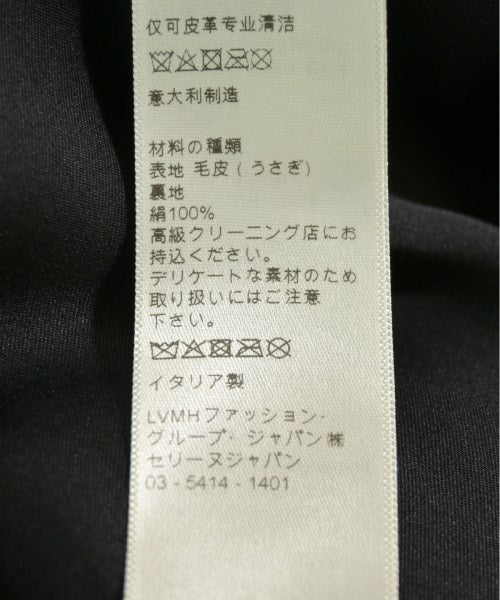 仅可皮革专业清洁
意大利制造
材料の種類
表地 毛皮 ( うさぎ)
裏地
絹100%
高級クリーニング店にお
持込ください。
デリケートな素材のため
取り扱いにはご注意
下さい。
イタリア製
LVMHファッション・
グループ・ジャパン㈱
セリーヌジャパン
03 - 5414 - 1401